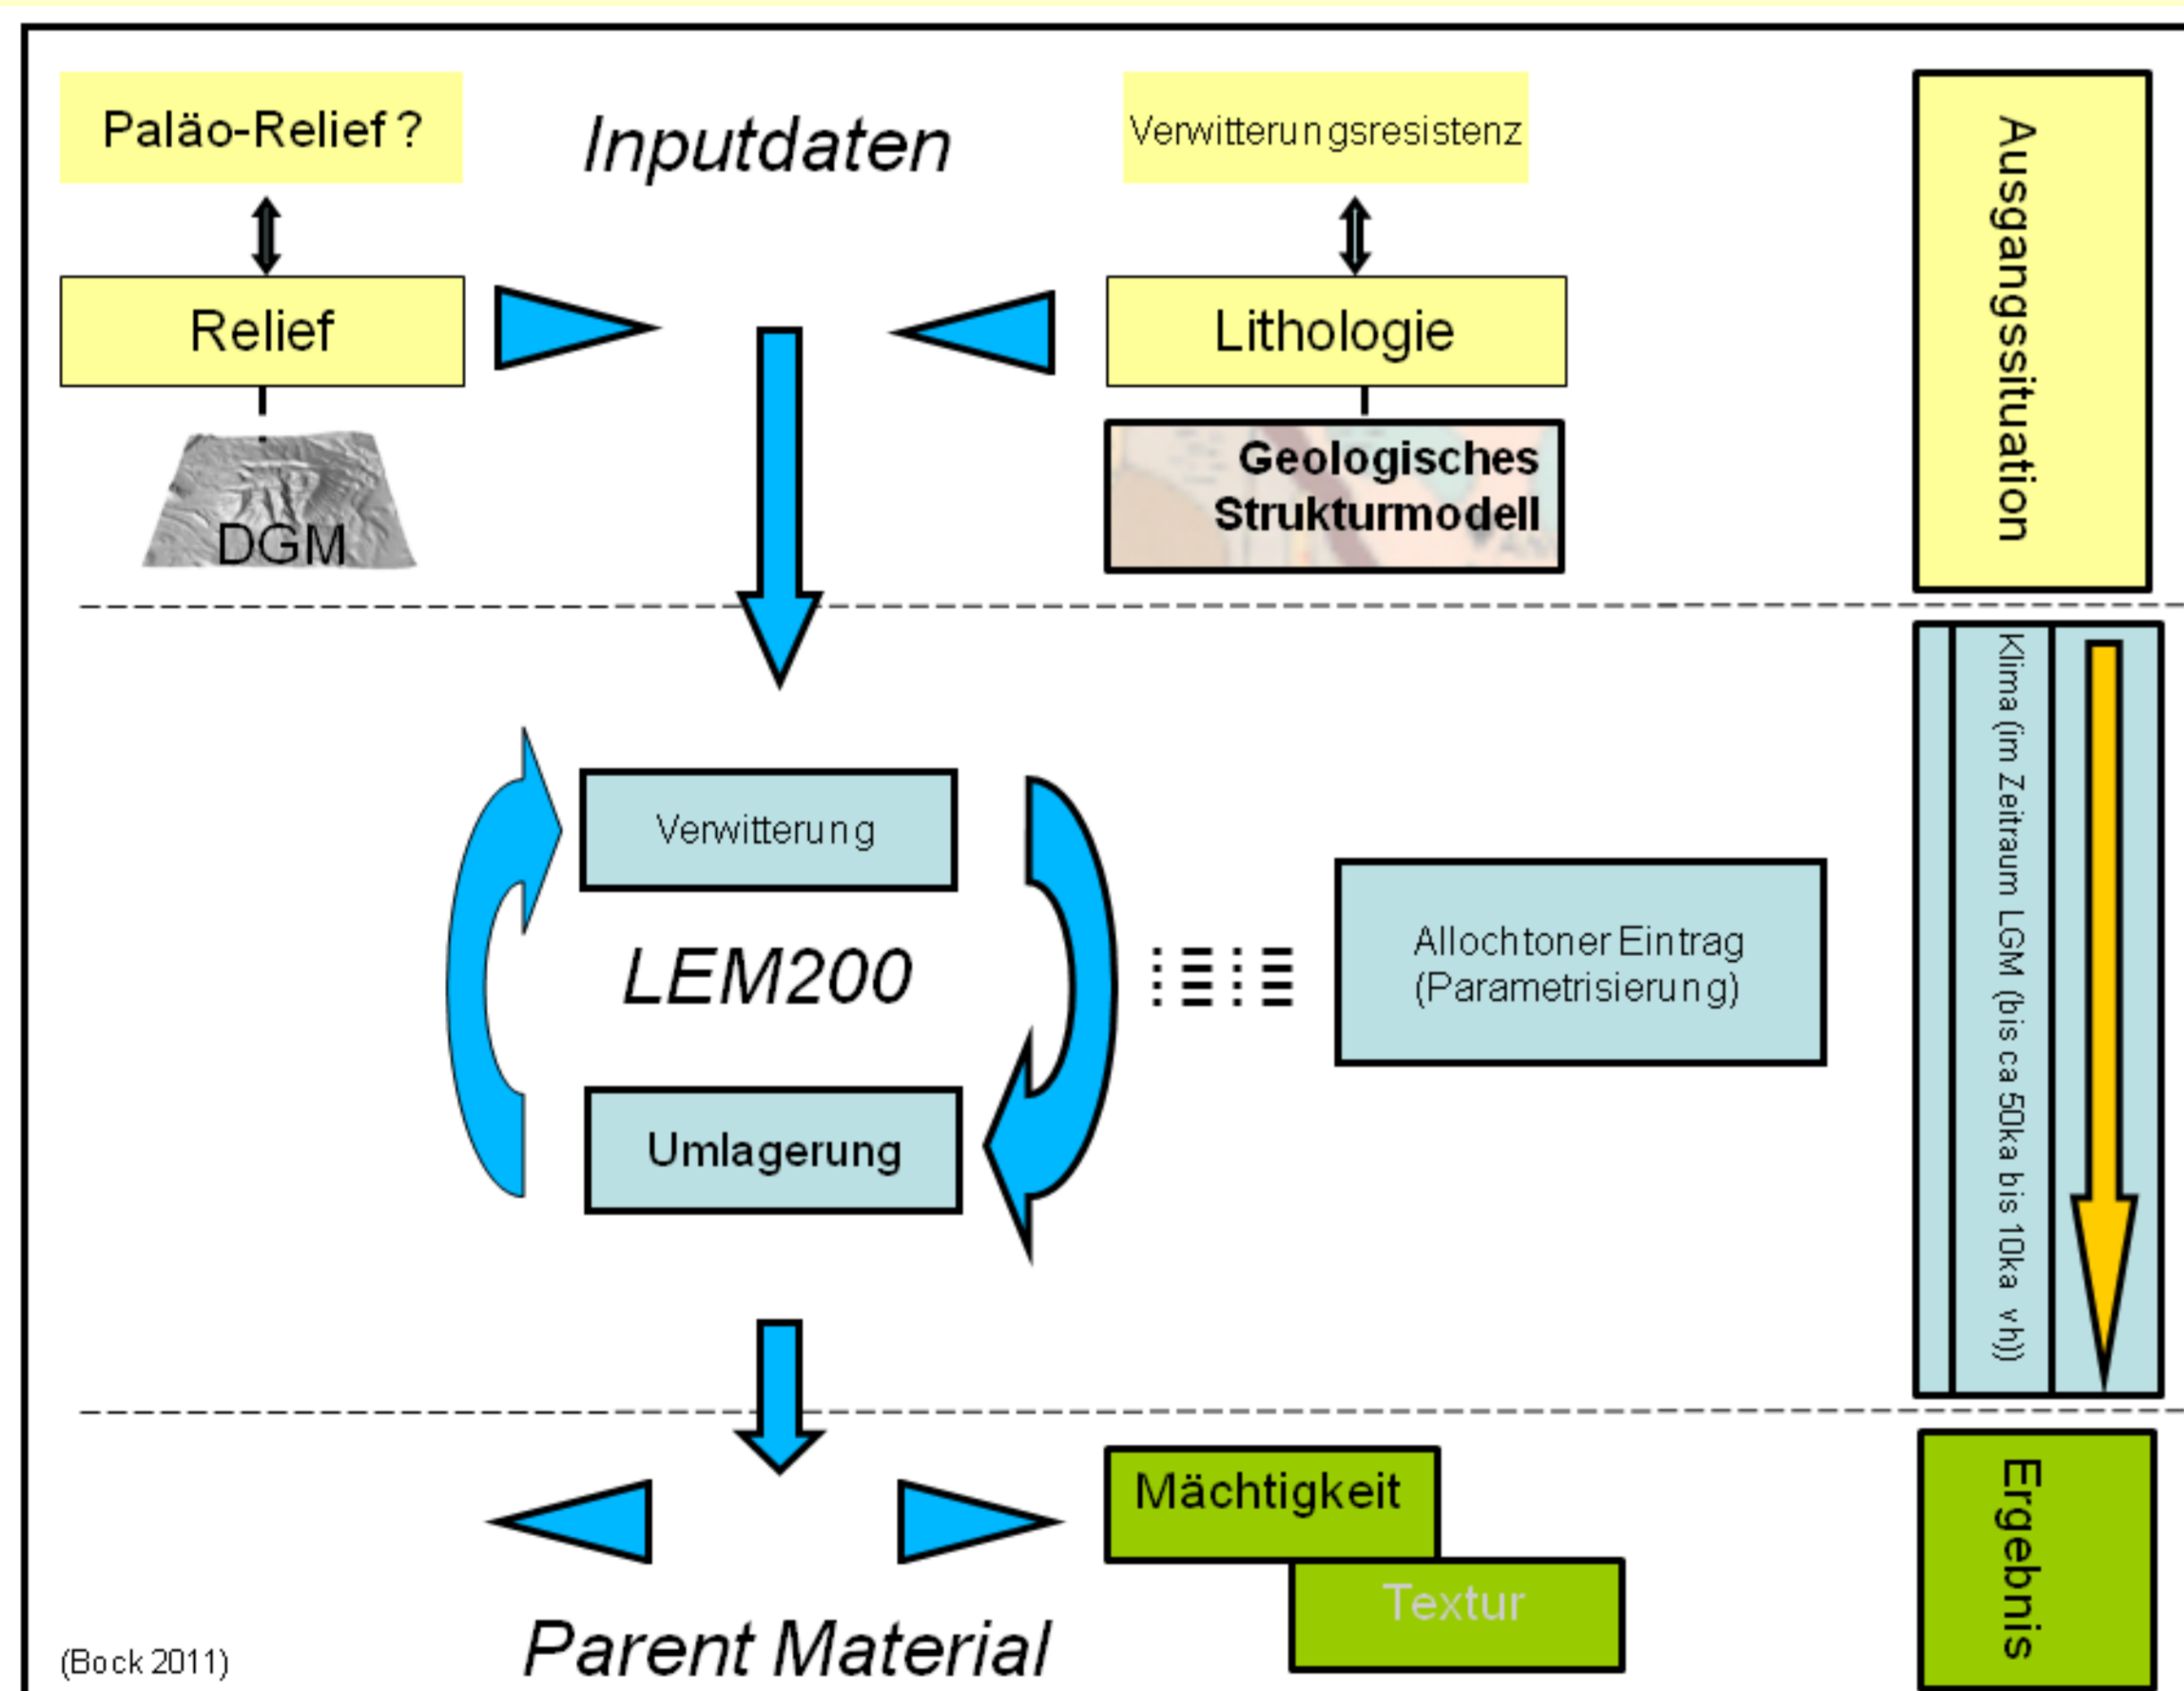 Paläo-Relief ?
Inputdaten
Verwitterungsresistenz
Relief
Lithologie
DGM
Geologisches
Strukturmodell
Ausgangssituation
Verwitterung
LEM200
Umlagerung
Allochtoner Eintrag
(Parametrisierung)
Klima (im Zeitraum LGM (bis ca 50ka bis 10ka vh))
Mächtigkeit
Textur
Parent Material
Ergebnis
(Bock 2011)